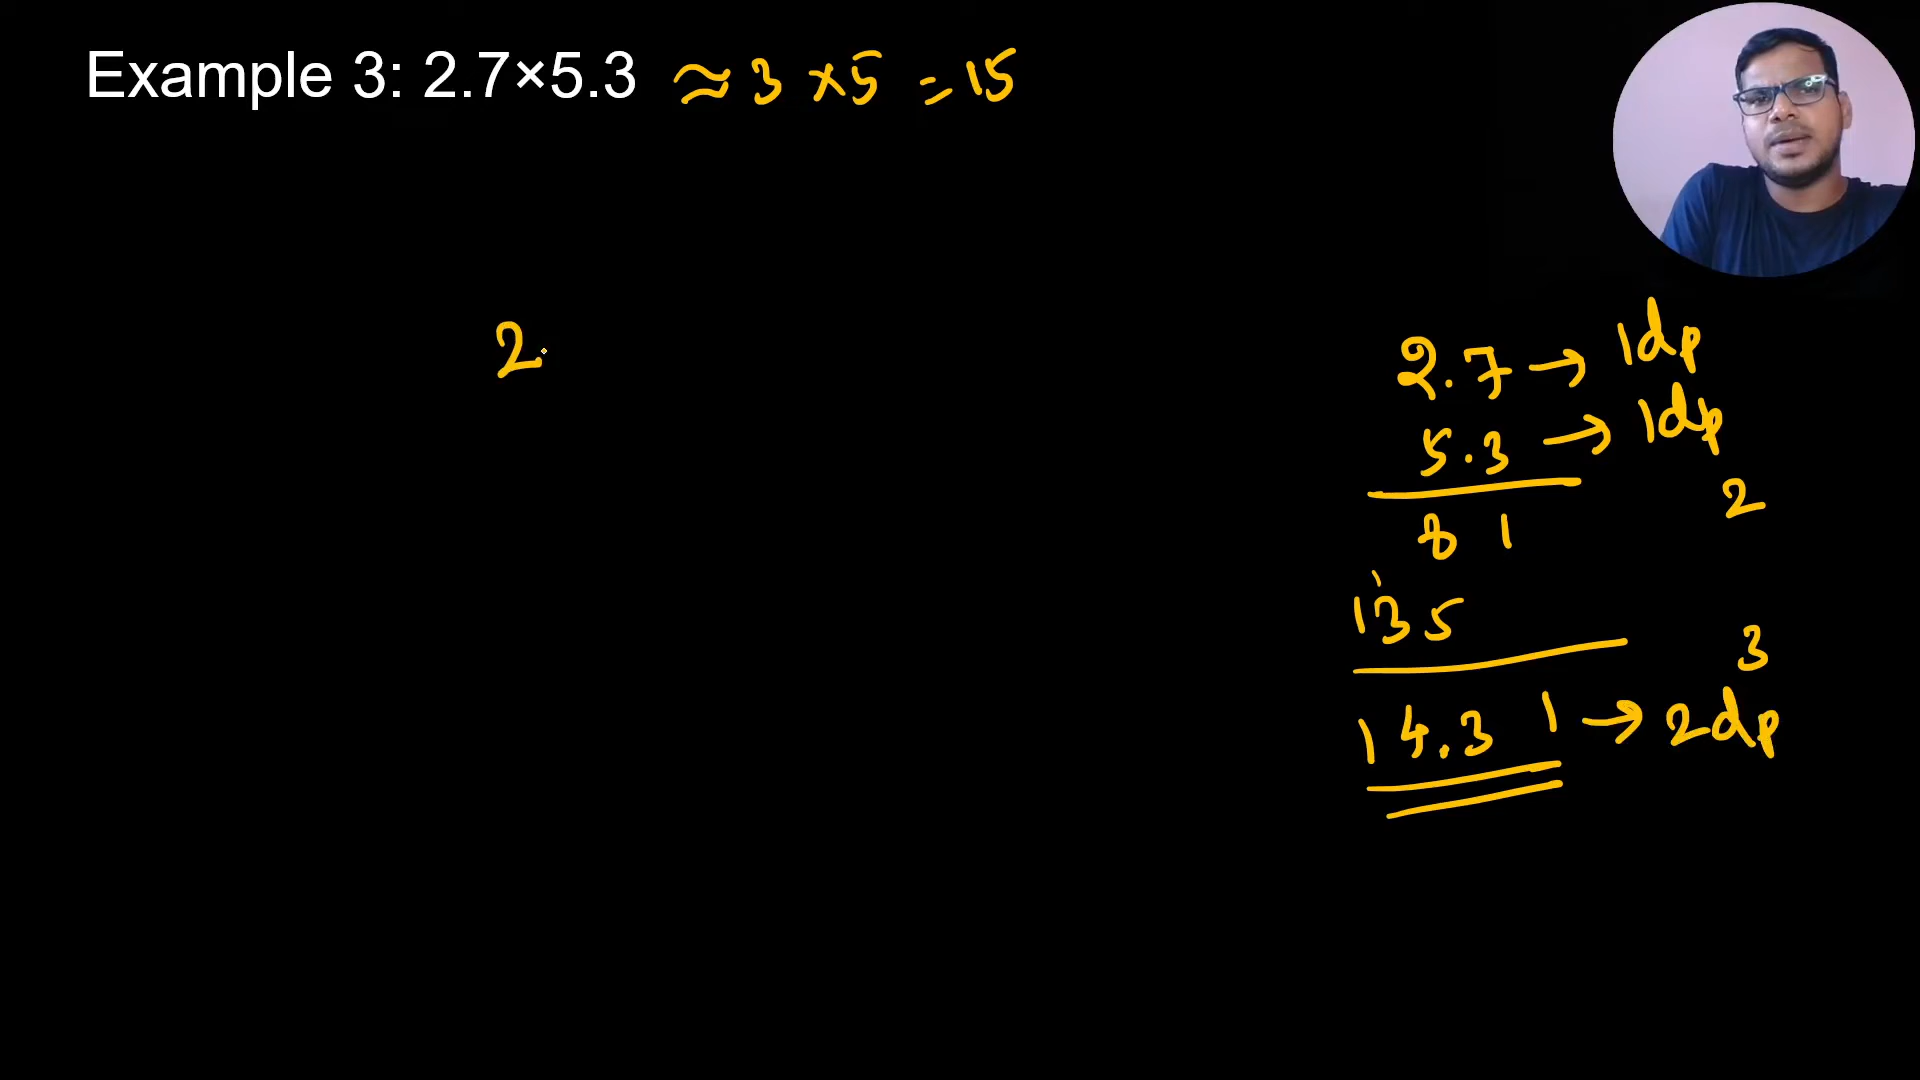 Example 3: 2.7×5.3 ≈ 3 × 5 = 15
2.
2.7 → 1dp
5.3 → 1dp
2
8 1
1
135
3
14.31 → 2dp